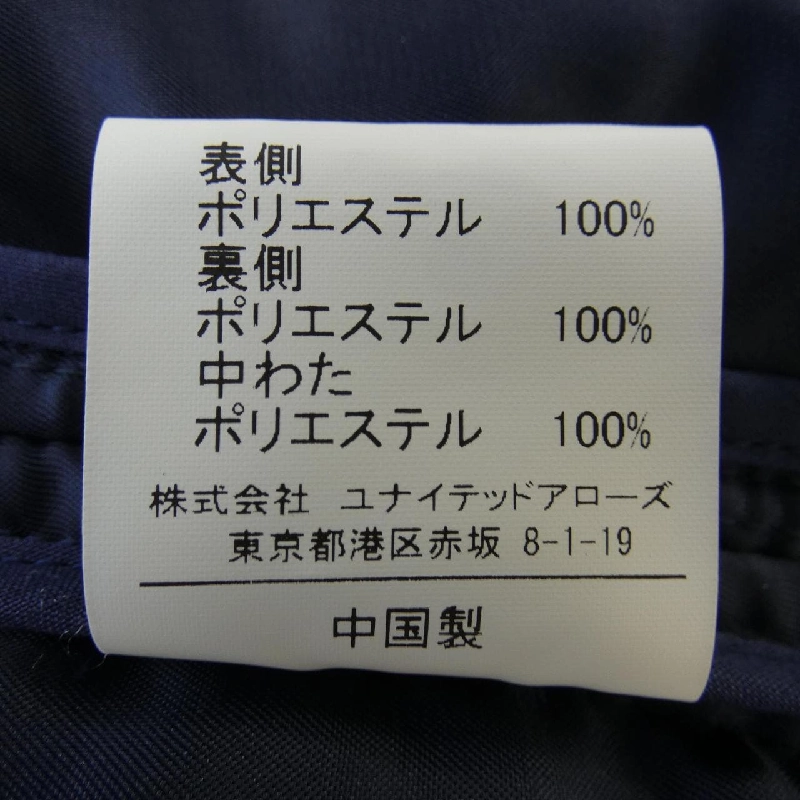 表側
ポリエステル 100%
裏側
ポリエステル 100%
中わた
ポリエステル 100%
株式会社 ユナイテッドアローズ
東京都港区赤坂 8-1-19
中国製